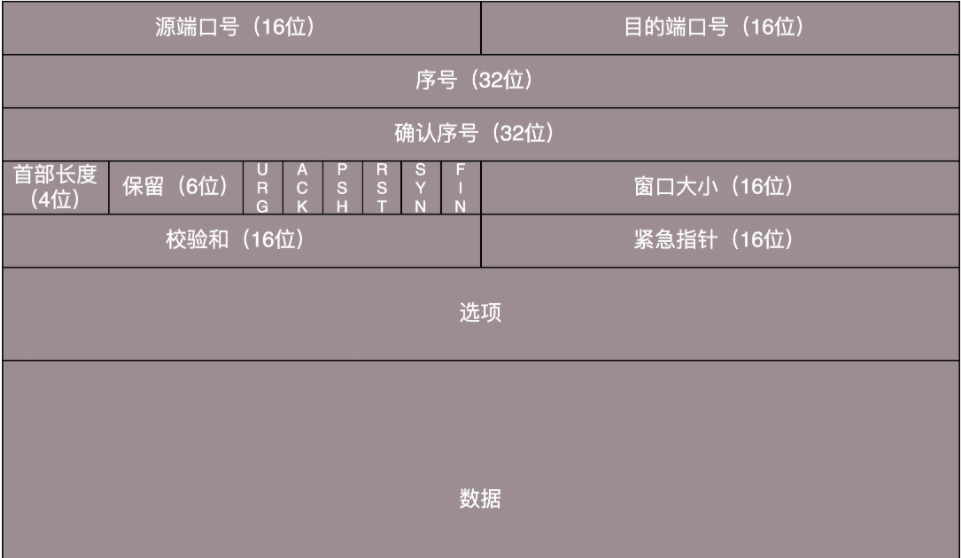 源端口号（16位）
目的端口号（16位）
序号（32位）
确认序号（32位）
首部长度
(4位)
保留（6位）
URG
ACK
PSH
RST
SYN
FIN
窗口大小（16位）
校验和（16位）
紧急指针（16位）
选项
数据